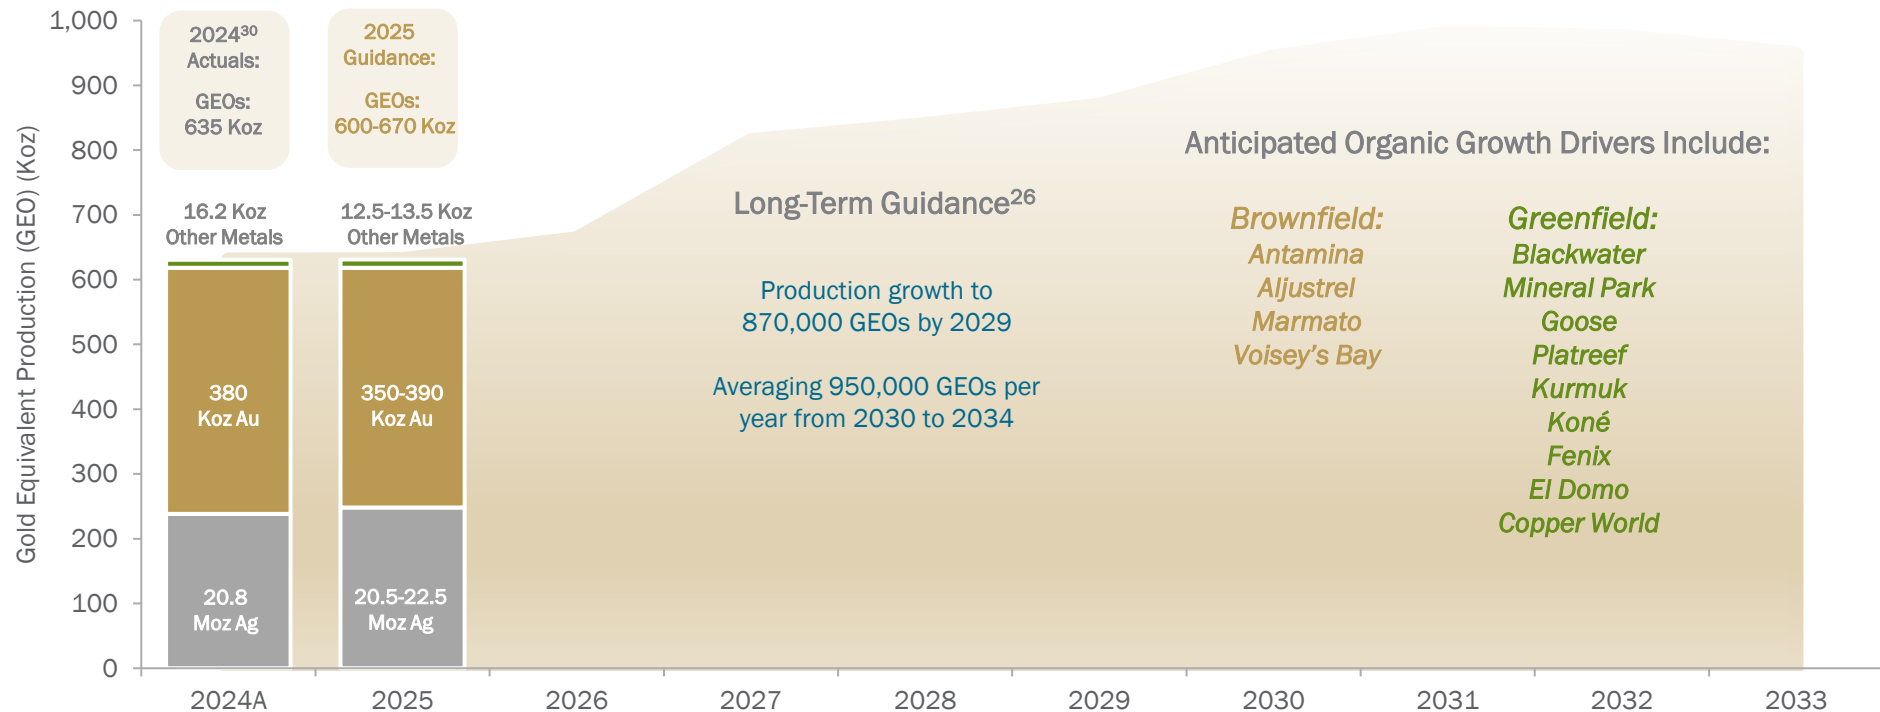 Gold Equivalent Production (GEO) (Koz)
1,000
900
800
700
600
500
400
300
200
100
0
2024³⁰
Actuals:
GEOs:
635 Koz
2025
Guidance:
GEOs:
600-670 Koz
16.2 Koz
Other Metals
12.5-13.5 Koz
Other Metals
380
Koz Au
350-390
Koz Au
20.8
Moz Ag
20.5-22.5
Moz Ag
Long-Term Guidance²⁶
Production growth to
870,000 GEOs by 2029
Averaging 950,000 GEOs per
year from 2030 to 2034
Anticipated Organic Growth Drivers Include:
Brownfield:
Antamina
Aljustrel
Marmato
Voisey's Bay
Greenfield:
Blackwater
Mineral Park
Goose
Platreef
Kurmuk
Koné
Fenix
El Domo
Copper World
2024A 2025 2026 2027 2028 2029 2030 2031 2032 2033